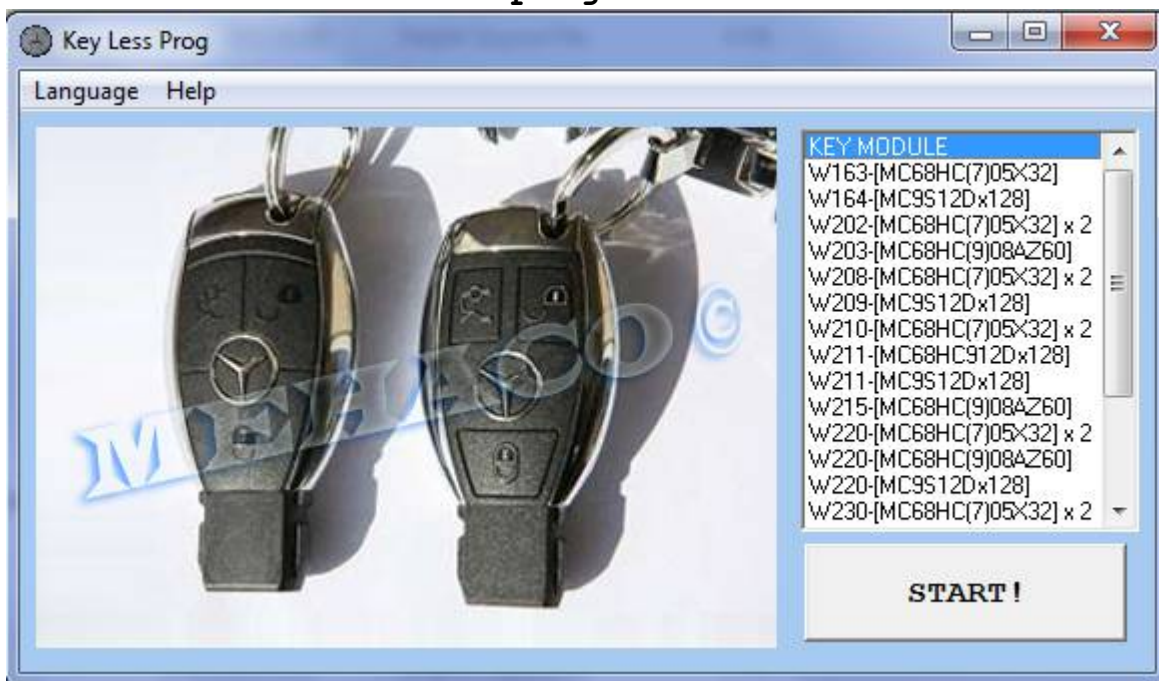 Key Less Prog
Language Help
KEY MODULE
W163-[MC68HC(7)05X32]
W164-[MC9S12Dx128]
W202-[MC68HC(7)05X32] x 2
W203-[MC68HC(9)08AZ60]
W208-[MC68HC(7)05X32] x 2
W209-[MC9S12Dx128]
W210-[MC68HC(7)05X32] x 2
W211-[MC68HC912Dx128]
W211-[MC9S12Dx128]
W215-[MC68HC(9)08AZ60]
W220-[MC68HC(7)05X32] x 2
W220-[MC68HC(9)08AZ60]
W220-[MC9S12Dx128]
W230-[MC68HC(7)05X32] x 2
MEHACO ©
START!